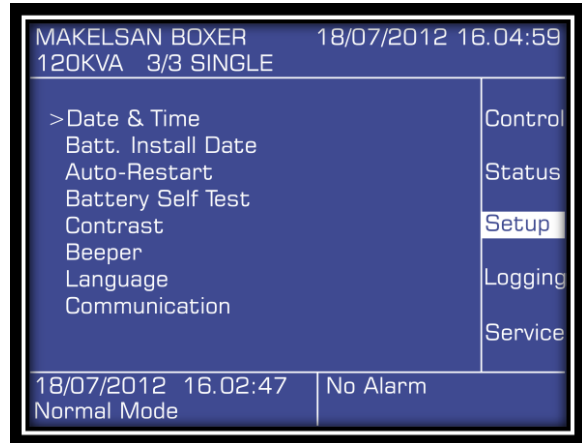 MAKELSAN BOXER 18/07/2012 16.04:59
120KVA 3/3 SINGLE
>Date & Time
Batt. Install Date
Auto-Restart
Battery Self Test
Contrast
Beeper
Language
Communication
Control
Status
Setup
Logging
Service
18/07/2012 16.02:47
Normal Mode
No Alarm